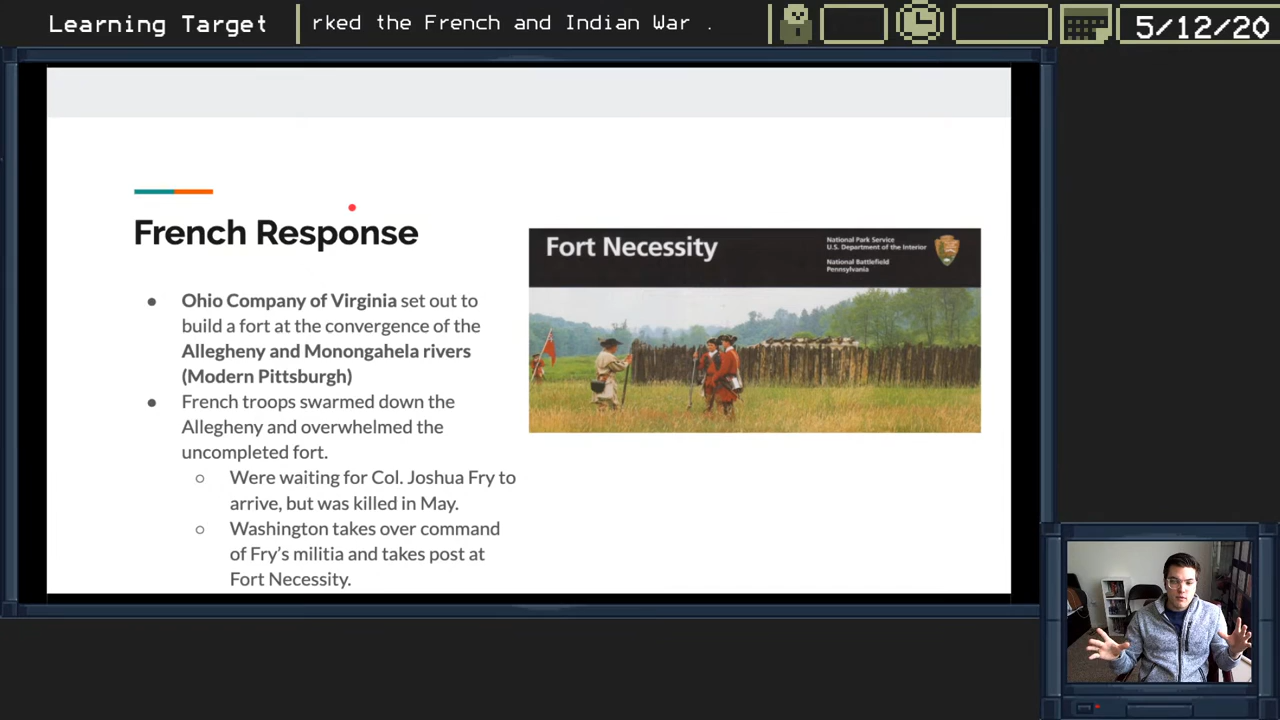 Learning Target
rked the French and Indian War .
5/12/20
French Response
● Ohio Company of Virginia set out to
build a fort at the convergence of the
Allegheny and Monongahela rivers
(Modern Pittsburgh)
● French troops swarmed down the
Allegheny and overwhelmed the
uncompleted fort.
○ Were waiting for Col. Joshua Fry to
arrive, but was killed in May.
○ Washington takes over command
of Fry's militia and takes post at
Fort Necessity.
Fort Necessity
National Park Service
U.S. Department of the Interior
National Battlefield
Pennsylvania